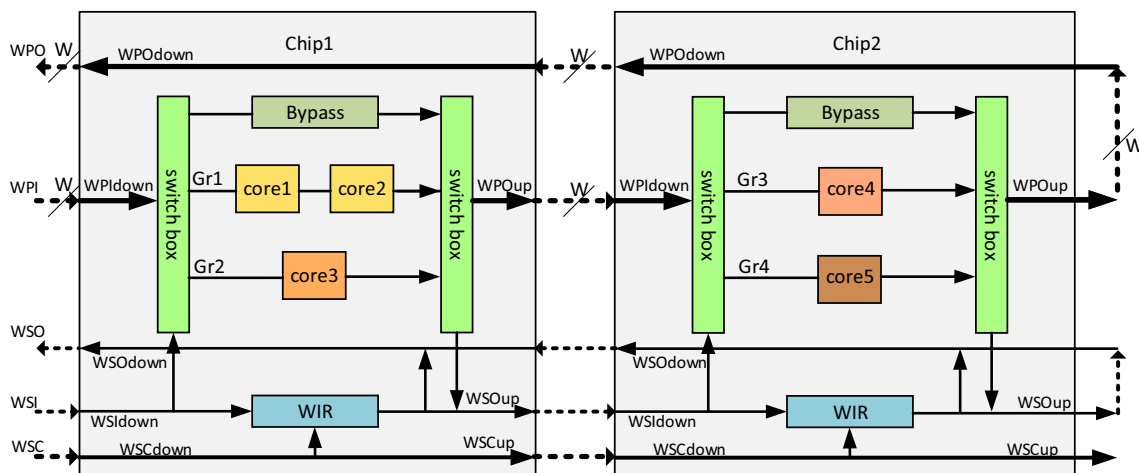 Chip1
Chip2
WPO
W
WPOdown
W
WPOdown
Bypass
Bypass
W
WPI
W
WPIdown
switch box
Gr1
core1
core2
switch box
WPOup
W
WPIdown
switch box
Gr3
core4
switch box
WPOup
Gr2
core3
Gr4
core5
WSO
WSOdown
WSOdown
WSI
WSIdown
WIR
WSOup
WSIdown
WIR
WSOup
WSC
WSCdown
WSCup
WSCdown
WSCup